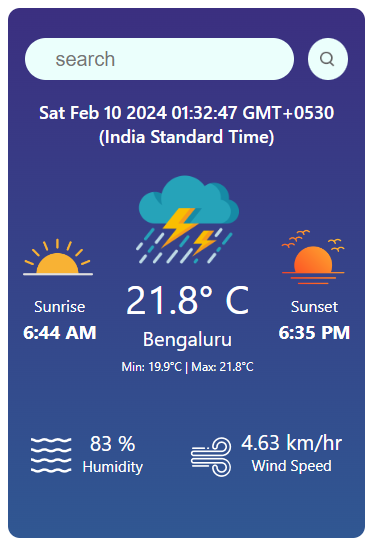 search
Sat Feb 10 2024 01:32:47 GMT+0530
(India Standard Time)
Sunrise
6:44 AM
21.8° C
Bengaluru
Min: 19.9°C | Max: 21.8°C
Sunset
6:35 PM
83 %
Humidity
4.63 km/hr
Wind Speed